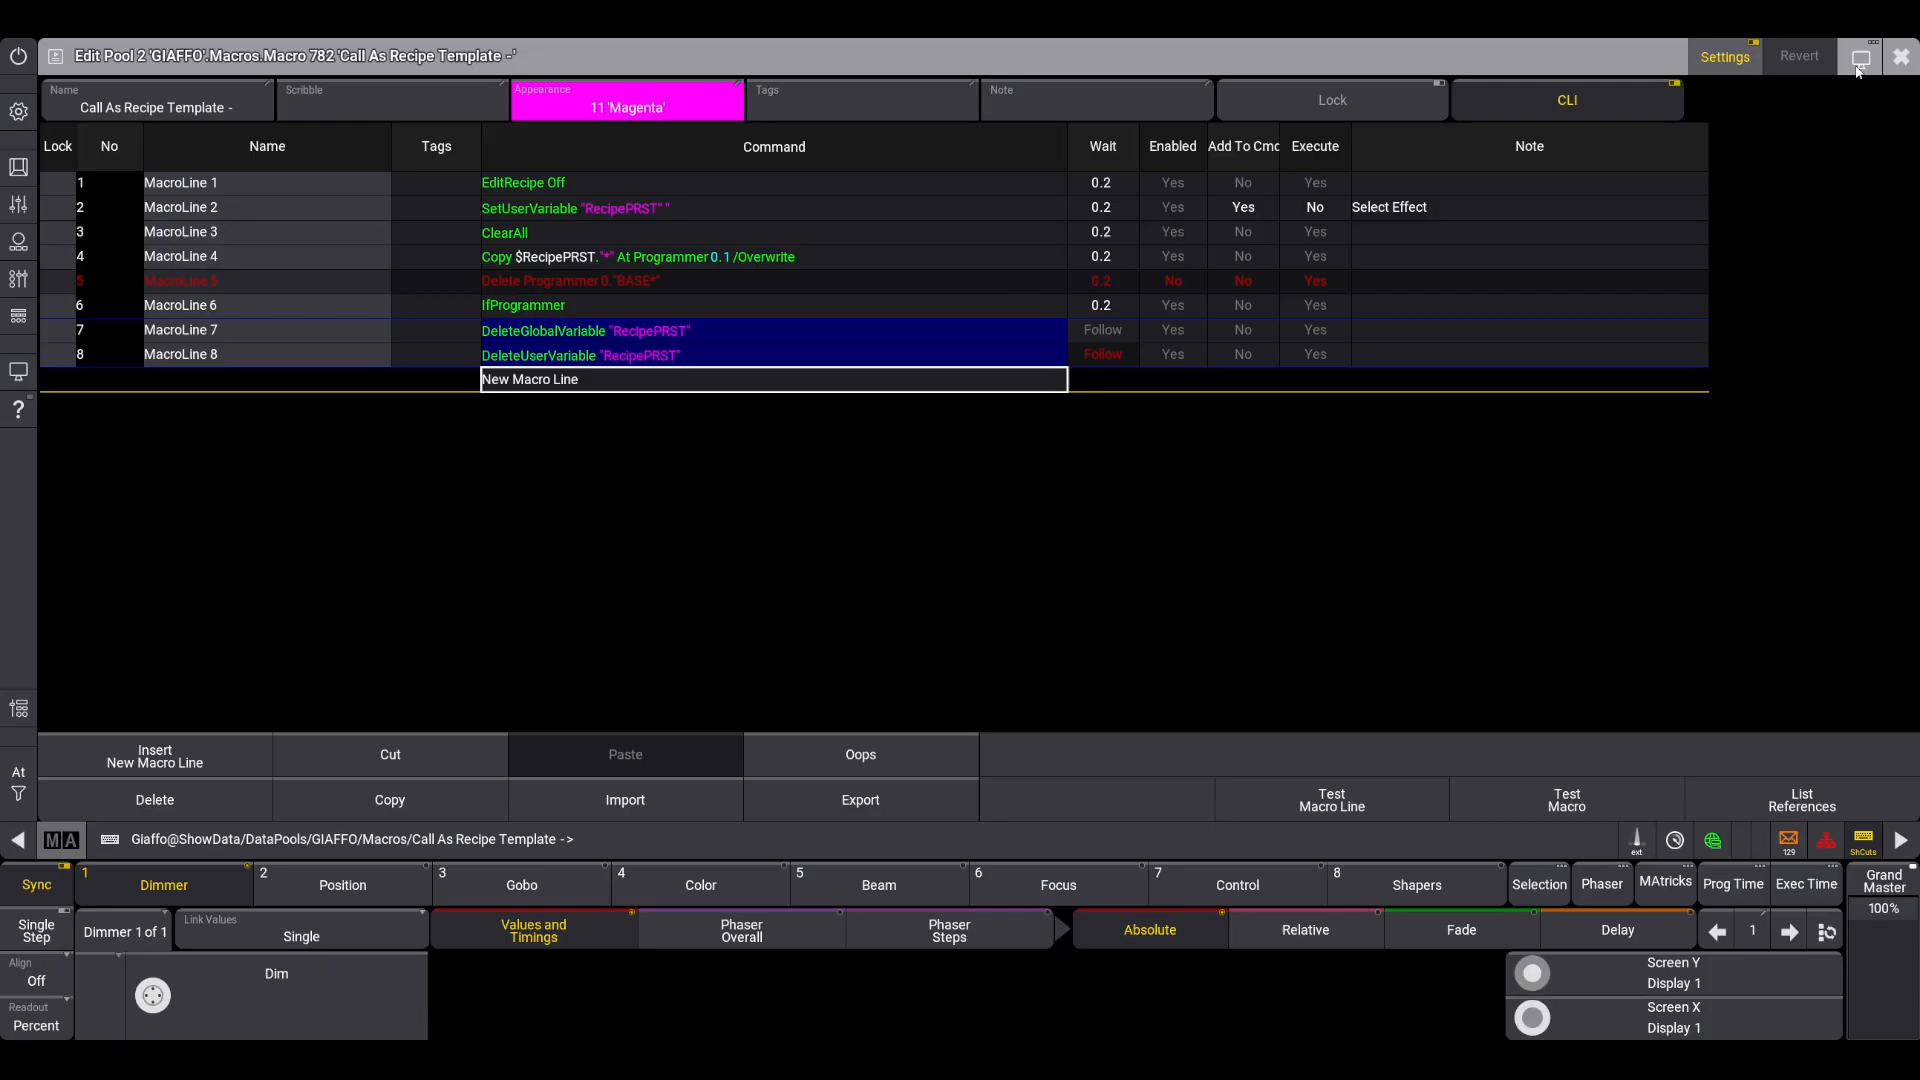 Edit Pool 2 'GIAFFO'.Macros.Macro 782 'Call As Recipe Template -'
Settings
Revert
Name
Call As Recipe Template -
Scribble
Appearance
11 'Magenta'
Tags
Note
Lock
CLI
Lock No Name Tags Command Wait Enabled Add To Cmd Execute Note
1 MacroLine 1 EditRecipe Off 0.2 Yes No Yes
2 MacroLine 2 SetUserVariable "RecipePRST" " 0.2 Yes Yes No Select Effect
3 MacroLine 3 ClearAll 0.2 Yes No Yes
4 MacroLine 4 Copy $RecipePRST."*" At Programmer 0.1 /Overwrite 0.2 Yes No Yes
5 MacroLine 5 Delete Programmer 0."BASE*" 0.2 No No Yes
6 MacroLine 6 IfProgrammer 0.2 Yes No Yes
7 MacroLine 7 DeleteGlobalVariable "RecipePRST" Follow Yes No Yes
8 MacroLine 8 DeleteUserVariable "RecipePRST" Follow Yes No Yes
New Macro Line
?
At
Insert
New Macro Line
Cut
Paste
Oops
Delete
Copy
Import
Export
Test
Macro Line
Test
Macro
List
References
MA
Giaffo@ShowData/DataPools/GIAFFO/Macros/Call As Recipe Template ->
ext
129
ShCuts
Sync
1 Dimmer
2 Position
3 Gobo
4 Color
5 Beam
6 Focus
7 Control
8 Shapers
Selection
Phaser
MAtricks
Prog Time
Exec Time
Grand
Master
100%
Single
Step
Dimmer 1 of 1
Link Values
Single
Values and
Timings
Phaser
Overall
Phaser
Steps
Absolute
Relative
Fade
Delay
1
Align
Off
Readout
Percent
Dim
Screen Y
Display 1
Screen X
Display 1